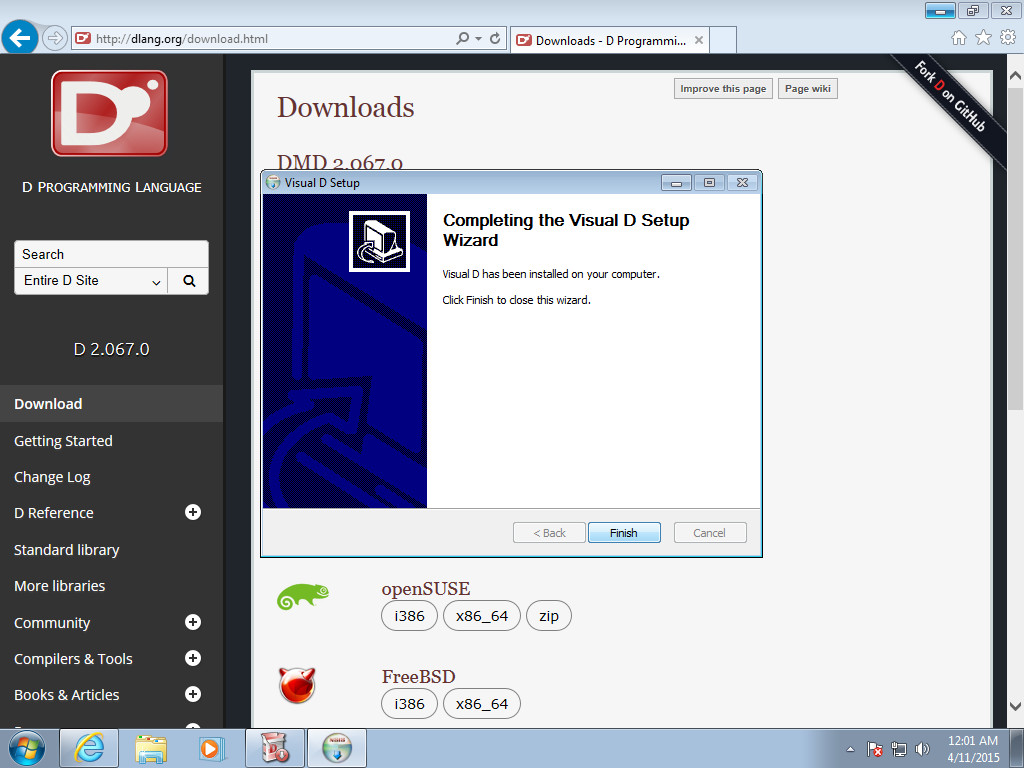 http://dlang.org/download.html
Downloads - D Programmi...
Fork D on GitHub
D PROGRAMMING LANGUAGE
Search
Entire D Site
D 2.067.0
Download
Getting Started
Change Log
D Reference
Standard library
More libraries
Community
Compilers & Tools
Books & Articles
Improve this page
Page wiki
Downloads
DMD 2.067.0
Visual D Setup
Completing the Visual D Setup
Wizard
Visual D has been installed on your computer.
Click Finish to close this wizard.
< Back
Finish
Cancel
openSUSE
i386
x86_64
zip
FreeBSD
i386
x86_64
12:01 AM
4/11/2015